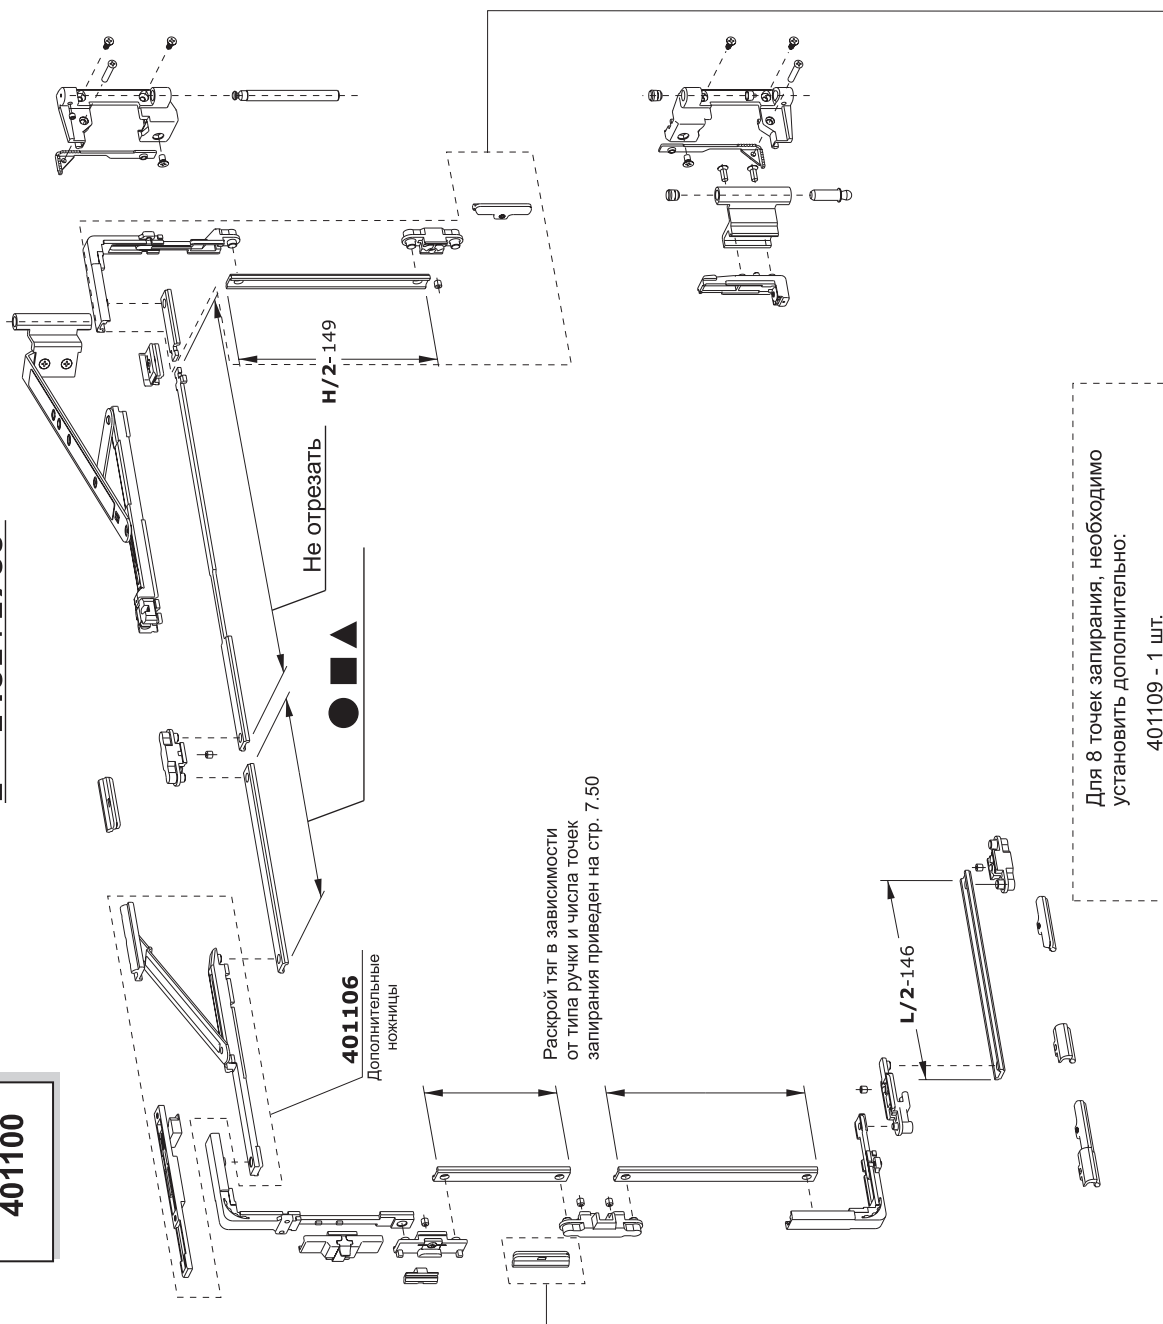 401100
401106
Дополнительные
ножницы
Не отрезать
H/2-149
Раскрой тяг в зависимости
от типа ручки и числа точек
запирания приведен на стр. 7.50
L/2-146
Для 8 точек запирания, необходимо
установить дополнительно:
401109 - 1 шт.